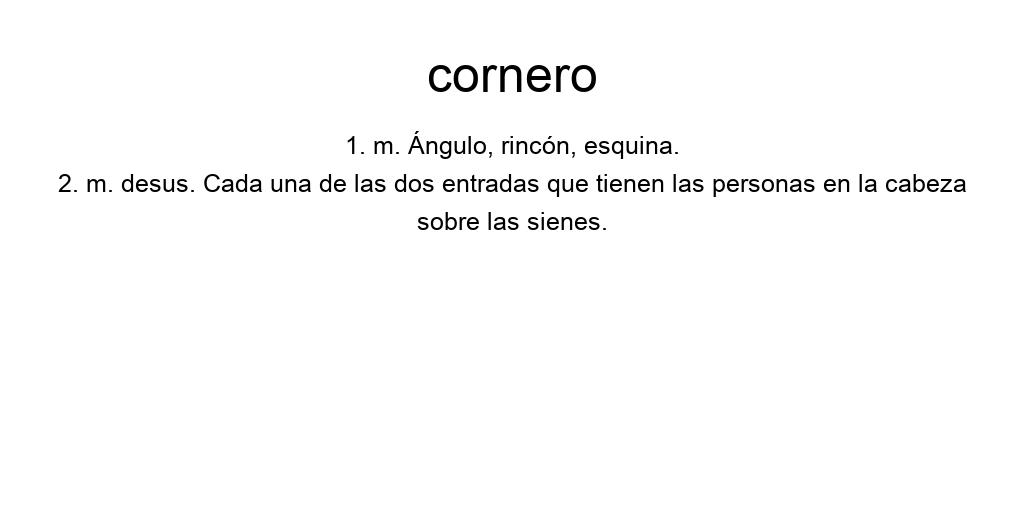 cornero
1. m. Ángulo, rincón, esquina.
2. m. desus. Cada una de las dos entradas que tienen las personas en la cabeza
sobre las sienes.